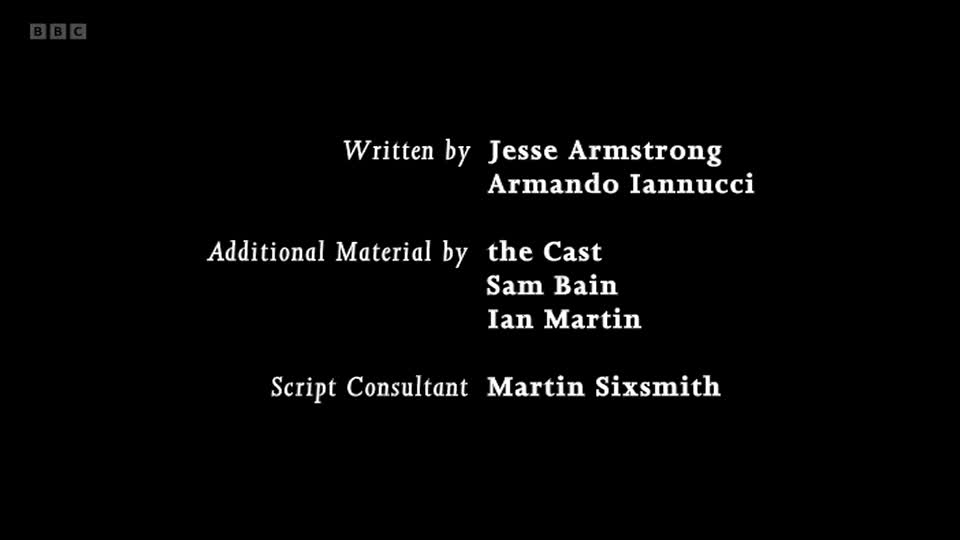 BBC
Written by Jesse Armstrong
Armando Iannucci
Additional Material by the Cast
Sam Bain
Ian Martin
Script Consultant Martin Sixsmith